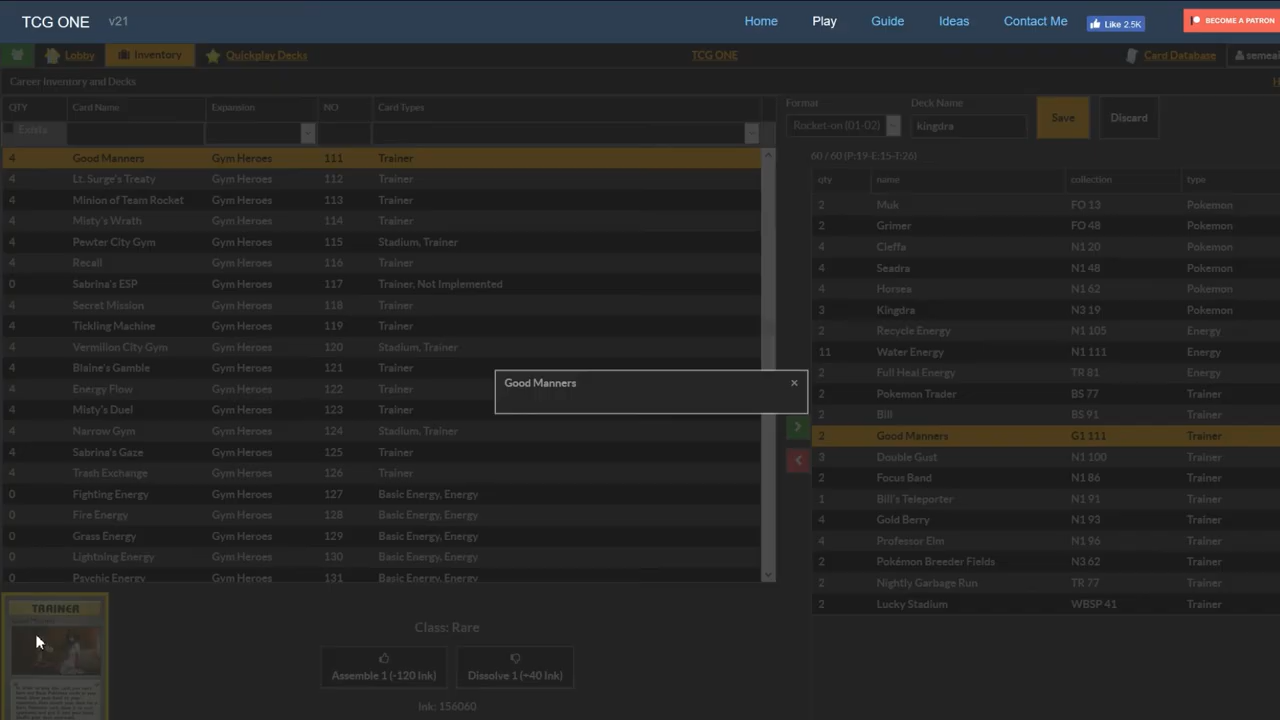 TCG ONE v21 Home Play Guide Ideas Contact Me Like 2.5K BECOME A PATRON
Lobby Inventory Quickplay Decks TCG ONE Card Database semeal
Career Inventory and Decks H
QTY Card Name Expansion NO Card Types
Exists
4 Good Manners Gym Heroes 111 Trainer
4 Lt. Surge's Treaty Gym Heroes 112 Trainer
4 Minion of Team Rocket Gym Heroes 113 Trainer
4 Misty's Wrath Gym Heroes 114 Trainer
4 Pewter City Gym Gym Heroes 115 Stadium, Trainer
4 Recall Gym Heroes 116 Trainer
0 Sabrina's ESP Gym Heroes 117 Trainer, Not Implemented
4 Secret Mission Gym Heroes 118 Trainer
4 Tickling Machine Gym Heroes 119 Trainer
4 Vermilion City Gym Gym Heroes 120 Stadium, Trainer
4 Blaine's Gamble Gym Heroes 121 Trainer
4 Energy Flow Gym Heroes 122 Trainer
4 Misty's Duel Gym Heroes 123 Trainer
4 Narrow Gym Gym Heroes 124 Stadium, Trainer
4 Sabrina's Gaze Gym Heroes 125 Trainer
4 Trash Exchange Gym Heroes 126 Trainer
0 Fighting Energy Gym Heroes 127 Basic Energy, Energy
0 Fire Energy Gym Heroes 128 Basic Energy, Energy
0 Grass Energy Gym Heroes 129 Basic Energy, Energy
0 Lightning Energy Gym Heroes 130 Basic Energy, Energy
0 Psychic Energy Gym Heroes 131 Basic Energy, Energy
Good Manners ×
TRAINER
Class: Rare
Assemble 1 (-120 Ink) Dissolve 1 (+40 Ink)
Ink: 156060
Format Deck Name
Rocket-on (01-02) kingdra Save Discard
60 / 60 (P:19-E:15-T:26)
qty name collection type
2 Muk FO 13 Pokemon
2 Grimer FO 48 Pokemon
4 Cleffa N1 20 Pokemon
4 Seadra N1 48 Pokemon
4 Horsea N1 62 Pokemon
3 Kingdra N3 19 Pokemon
2 Recycle Energy N1 105 Energy
11 Water Energy N1 111 Energy
2 Full Heal Energy TR 81 Energy
2 Pokemon Trader BS 77 Trainer
2 Bill BS 91 Trainer
2 Good Manners G1 111 Trainer
3 Double Gust N1 100 Trainer
2 Focus Band N1 86 Trainer
1 Bill's Teleporter N1 91 Trainer
4 Gold Berry N1 93 Trainer
4 Professor Elm N1 96 Trainer
2 Pokémon Breeder Fields N3 62 Trainer
2 Nightly Garbage Run TR 77 Trainer
2 Lucky Stadium WBSP 41 Trainer